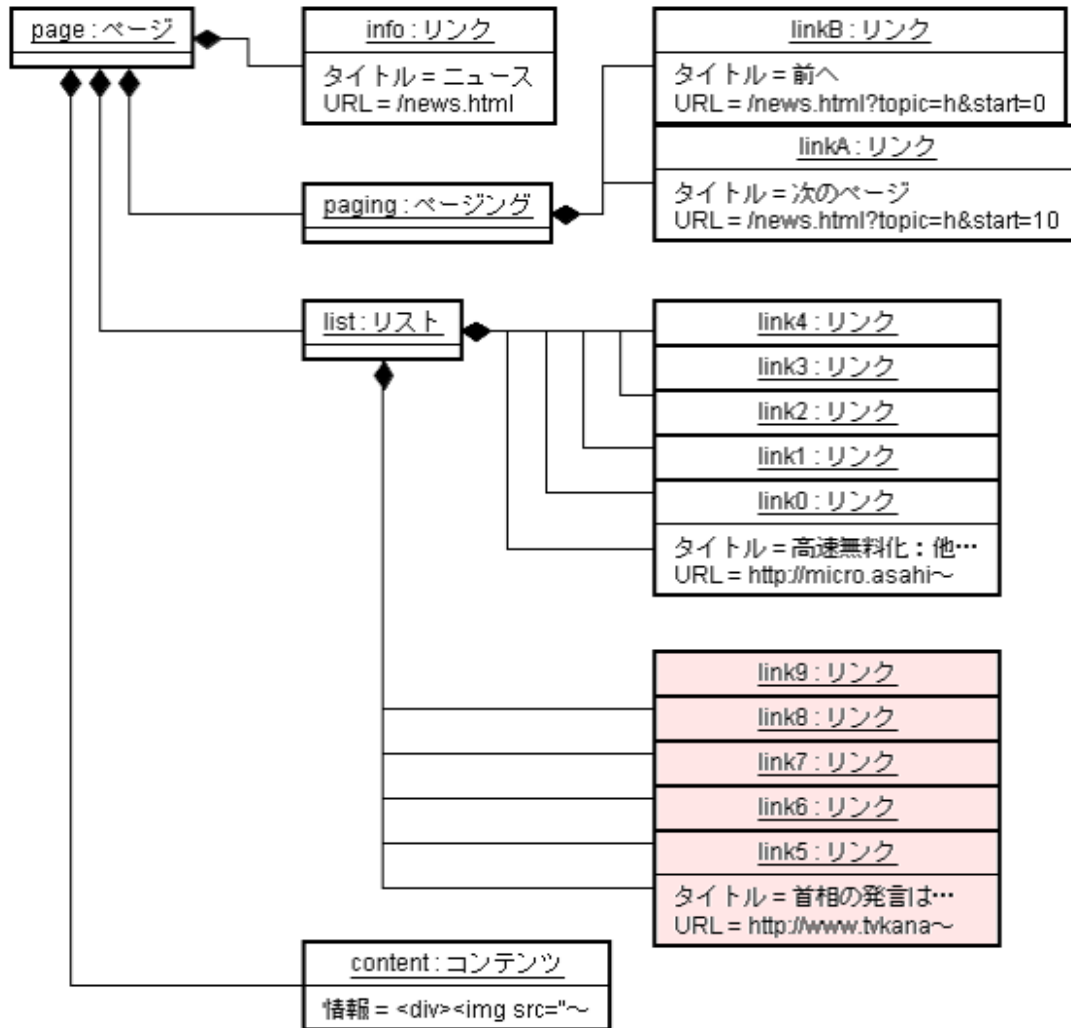 page : ページ
info : リンク
タイトル = ニュース
URL = /news.html
linkB : リンク
タイトル = 前へ
URL = /news.html?topic=h&start=0
linkA : リンク
タイトル = 次のページ
URL = /news.html?topic=h&start=10
paging : ページング
list : リスト
link4 : リンク
link3 : リンク
link2 : リンク
link1 : リンク
link0 : リンク
タイトル = 高速無料化：他…
URL = http://micro.asahi～
link9 : リンク
link8 : リンク
link7 : リンク
link6 : リンク
link5 : リンク
タイトル = 首相の発言は…
URL = http://www.tvkana～
content : コンテンツ
情報 = <div><img src="～